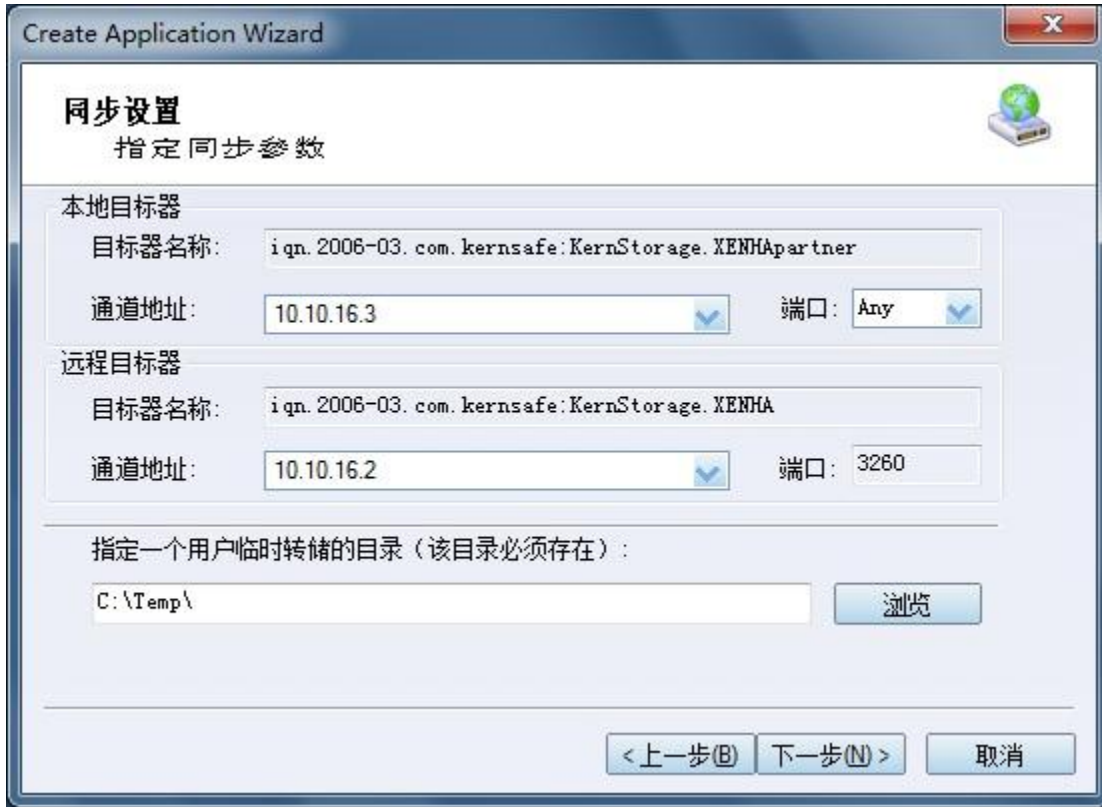 Create Application Wizard
同步设置
指定同步参数
本地目标器
目标器名称: iqn.2006-03.com.kernsafe:KernStorage.XENHApartner
通道地址: 10.10.16.3 端口: Any
远程目标器
目标器名称: iqn.2006-03.com.kernsafe:KernStorage.XENHA
通道地址: 10.10.16.2 端口: 3260
指定一个用户临时转储的目录（该目录必须存在）:
C:\Temp\ 浏览
<上一步(B) 下一步(N)> 取消